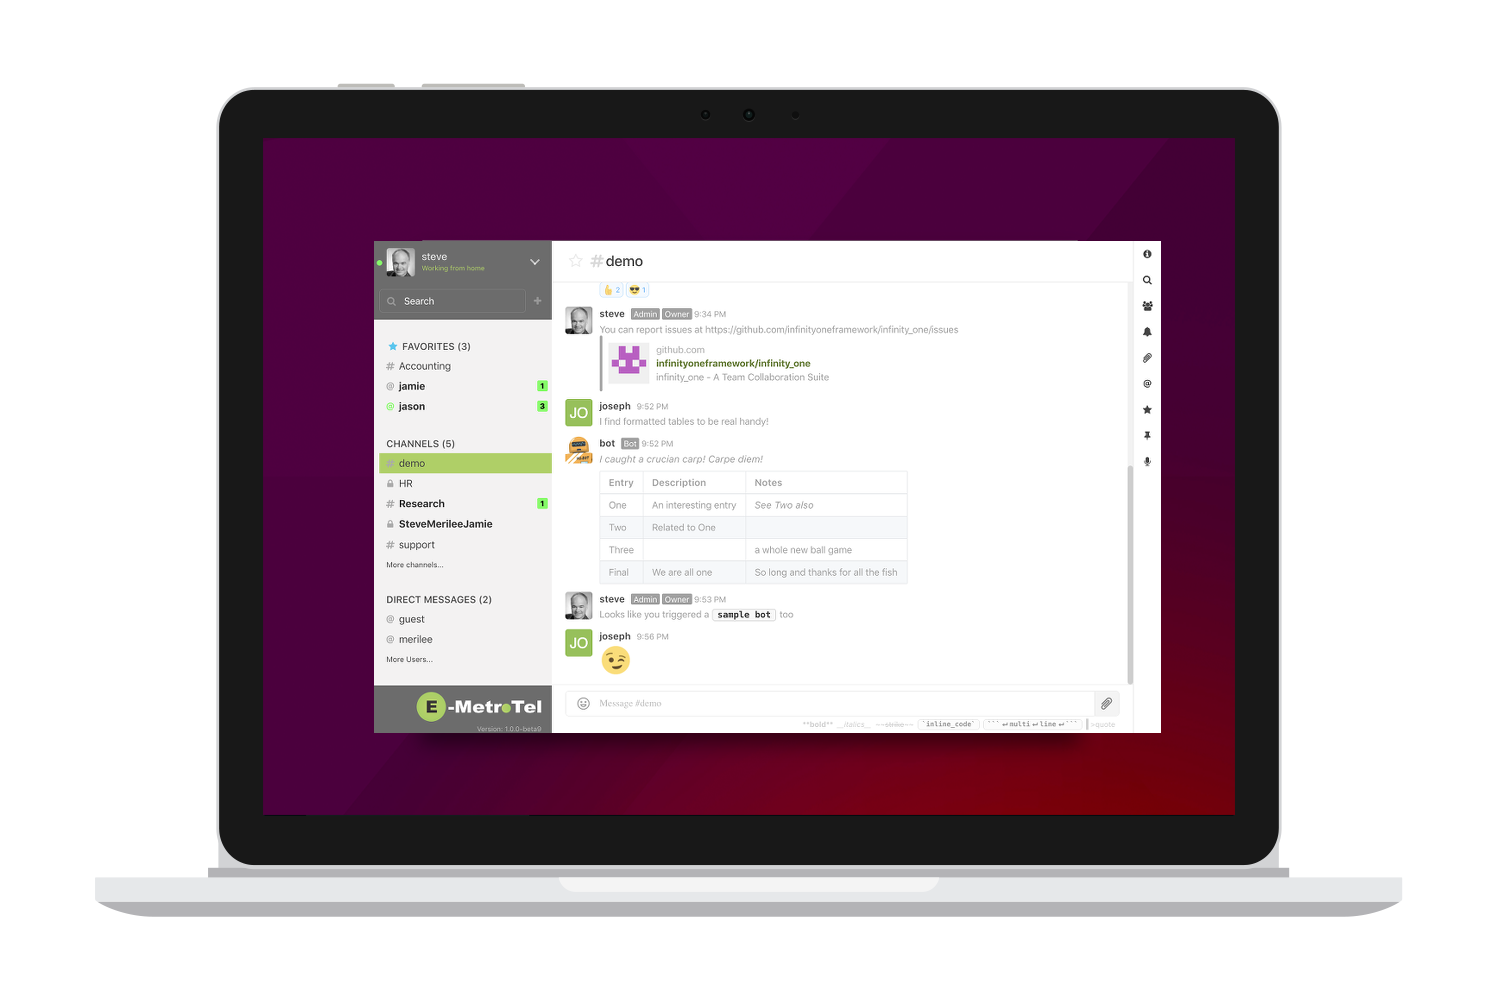 steve
Working from home
Search
FAVORITES (3)
# Accounting
@ jamie 1
@ jason 3
CHANNELS (5)
# demo
HR
# Research 1
SteveMerileeJamie
# support
More channels...
DIRECT MESSAGES (2)
@ guest
@ merilee
More Users...
E-MetroTel
Version: 1.0.0-beta9
#demo
2 1
steve Admin Owner 9:34 PM
You can report issues at https://github.com/infinityoneframework/infinity_one/issues
github.com
infinityoneframework/infinity_one
infinity_one - A Team Collaboration Suite
JO joseph 9:52 PM
I find formatted tables to be real handy!
bot Bot 9:52 PM
I caught a crucian carp! Carpe diem!
Entry Description Notes
One An interesting entry See Two also
Two Related to One
Three a whole new ball game
Final We are all one So long and thanks for all the fish
steve Admin Owner 9:53 PM
Looks like you triggered a sample bot too
JO joseph 9:56 PM
Message #demo
**bold** __italics__ ~~strike~~ `inline_code` ```↵multi↵line↵``` >quote